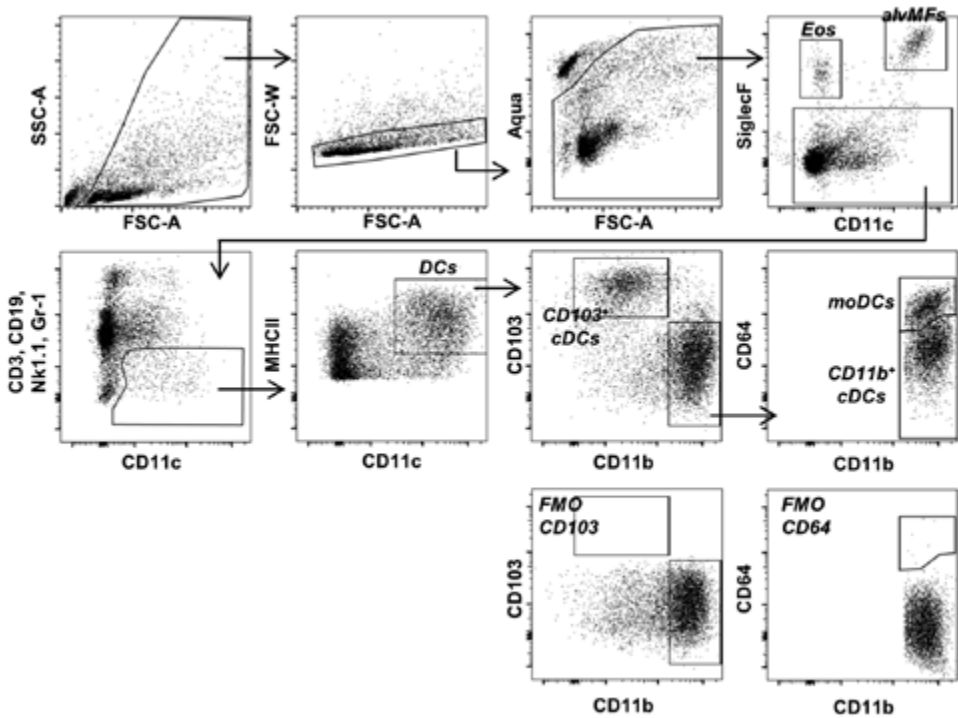 SSC-A
FSC-A
FSC-W
FSC-A
Aqua
FSC-A
SiglecF
Eos
alvMFs
CD11c
CD3, CD19,
Nk1.1, Gr-1
CD11c
MHCII
DCs
CD11c
CD103
CD103+
cDCs
CD11b
CD64
moDCs
CD11b+
cDCs
CD11b
CD103
FMO
CD103
CD11b
CD64
FMO
CD64
CD11b